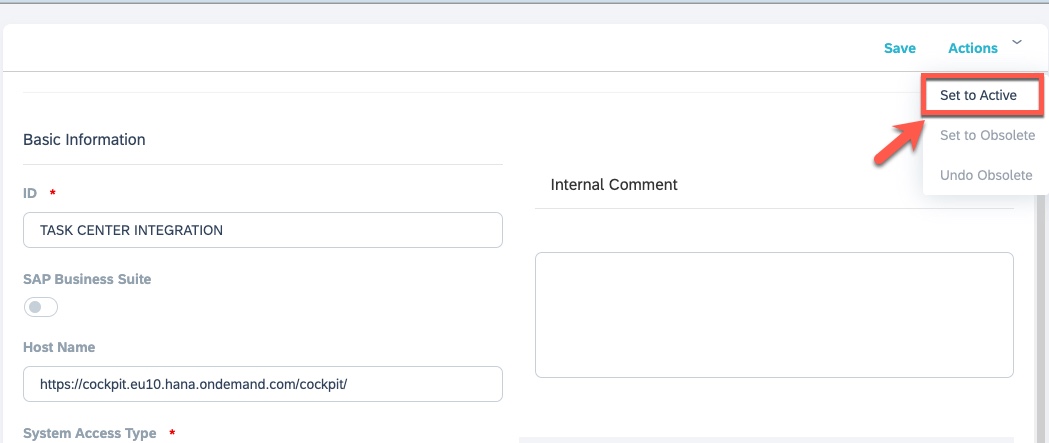 Save Actions
Set to Active
Set to Obsolete
Undo Obsolete
Basic Information
ID *
TASK CENTER INTEGRATION
SAP Business Suite
Host Name
https://cockpit.eu10.hana.ondemand.com/cockpit/
System Access Type *
Internal Comment